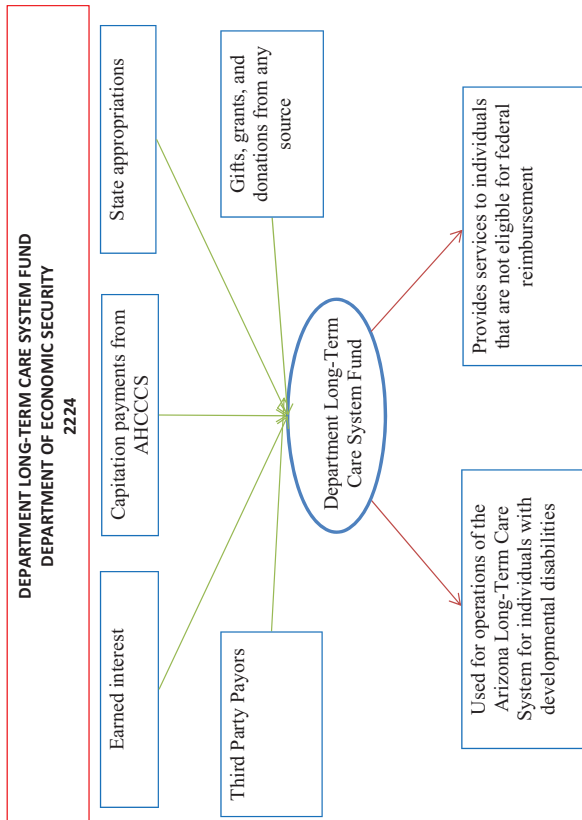 DEPARTMENT LONG-TERM CARE SYSTEM FUND
DEPARTMENT OF ECONOMIC SECURITY
2224
Earned interest
Capitation payments from
AHCCCS
State appropriations
Third Party Payors
Gifts, grants, and
donations from any
source
Department Long-Term
Care System Fund
Used for operations of the
Arizona Long-Term Care
System for individuals with
developmental disabilities
Provides services to individuals
that are not eligible for federal
reimbursement